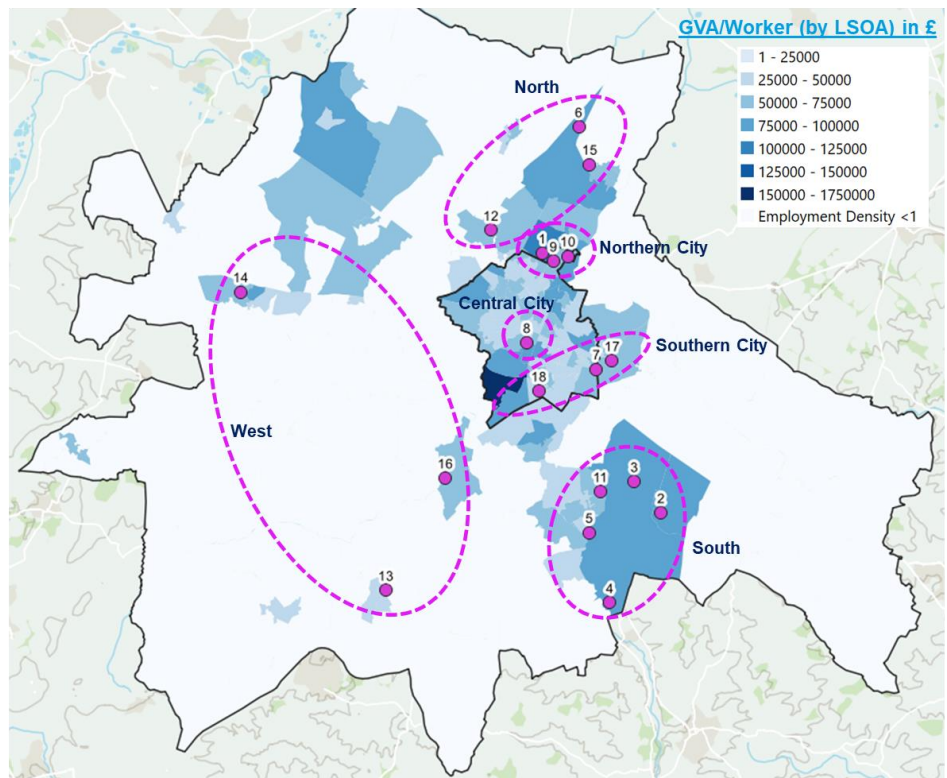 GVA/Worker (by LSOA) in £
1 - 25000
25000 - 50000
50000 - 75000
75000 - 100000
100000 - 125000
125000 - 150000
150000 - 1750000
Employment Density <1
North
6
15
12
1
9
10
Northern City
14
Central City
8
Southern City
17
7
18
West
16
3
11
2
5
South
13
4